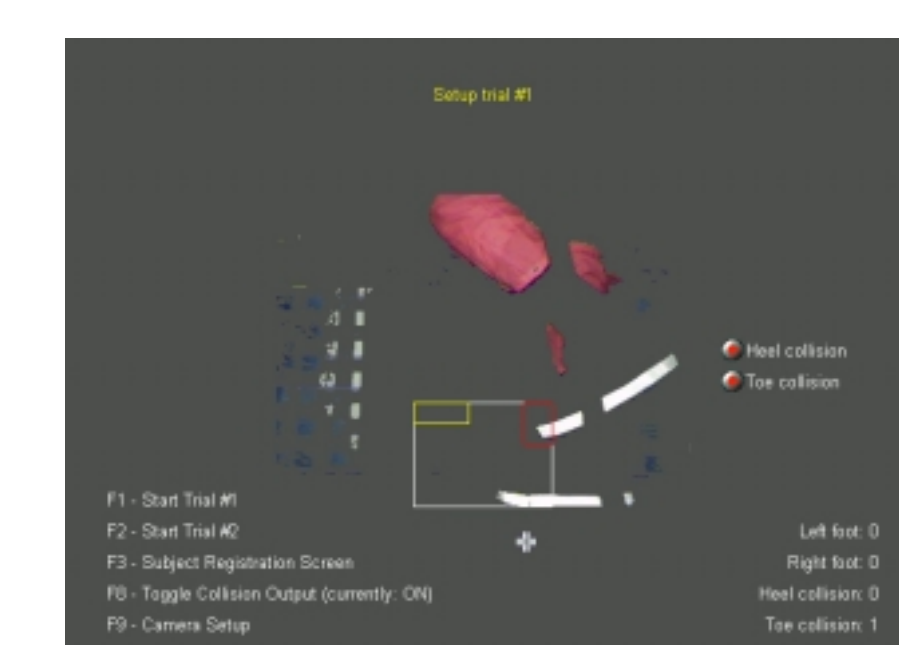 Setup trial #1
Heel collision
Toe collision
F1 - Start Trial #1
F2 - Start Trial #2
Left foot: 0
F3 - Subject Registration Screen
Right foot: 0
F8 - Toggle Collision Output (currently: ON)
Heel collision: 0
F9 - Camera Setup
Toe collision: 1